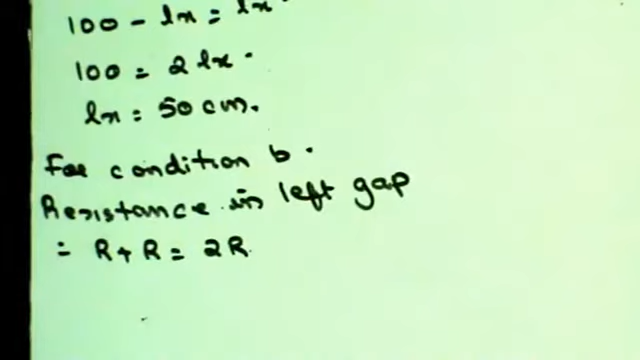 100 - lx = lx.
100 = 2 lx.
lx = 50 cm.
For condition b.
Resistance in left gap
= R + R = 2R.